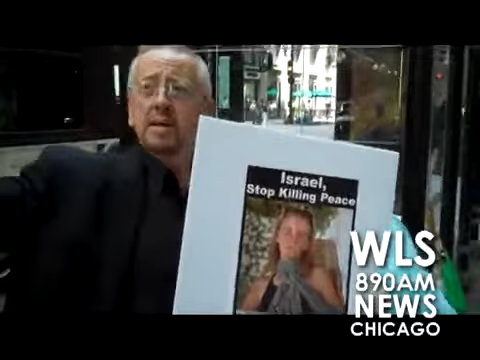 Israel,
Stop Killing Peace
WLS
890AM
NEWS
CHICAGO